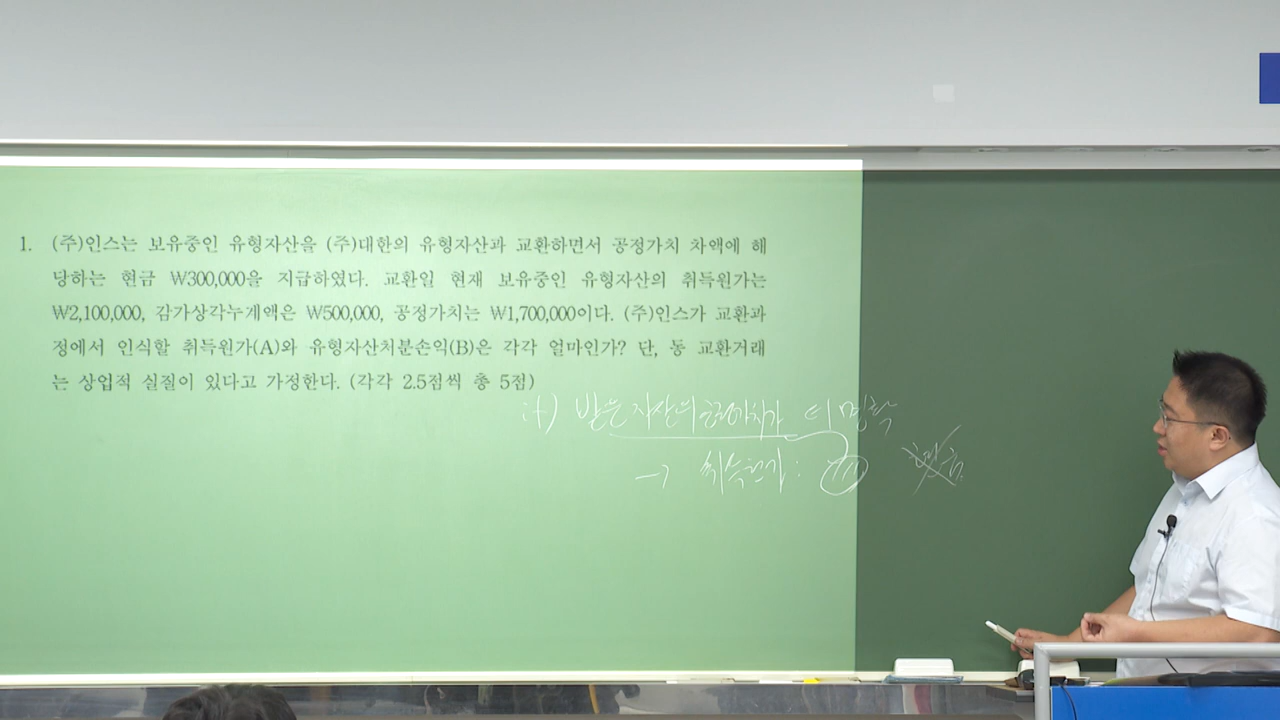 1. (주)인스는 보유중인 유형자산을 (주)대한의 유형자산과 교환하면서 공정가치 차액에 해
당하는 현금 ₩300,000을 지급하였다. 교환일 현재 보유중인 유형자산의 취득원가는
₩2,100,000, 감가상각누계액은 ₩500,000, 공정가치는 ₩1,700,000이다. (주)인스가 교환과
정에서 인식할 취득원가(A)와 유형자산처분손익(B)은 각각 얼마인가? 단, 동 교환거래
는 상업적 실질이 있다고 가정한다. (각각 2.5점씩 총 5점)
if) 받은 자산의 공정가치가 더 명확
→ 취득원가: